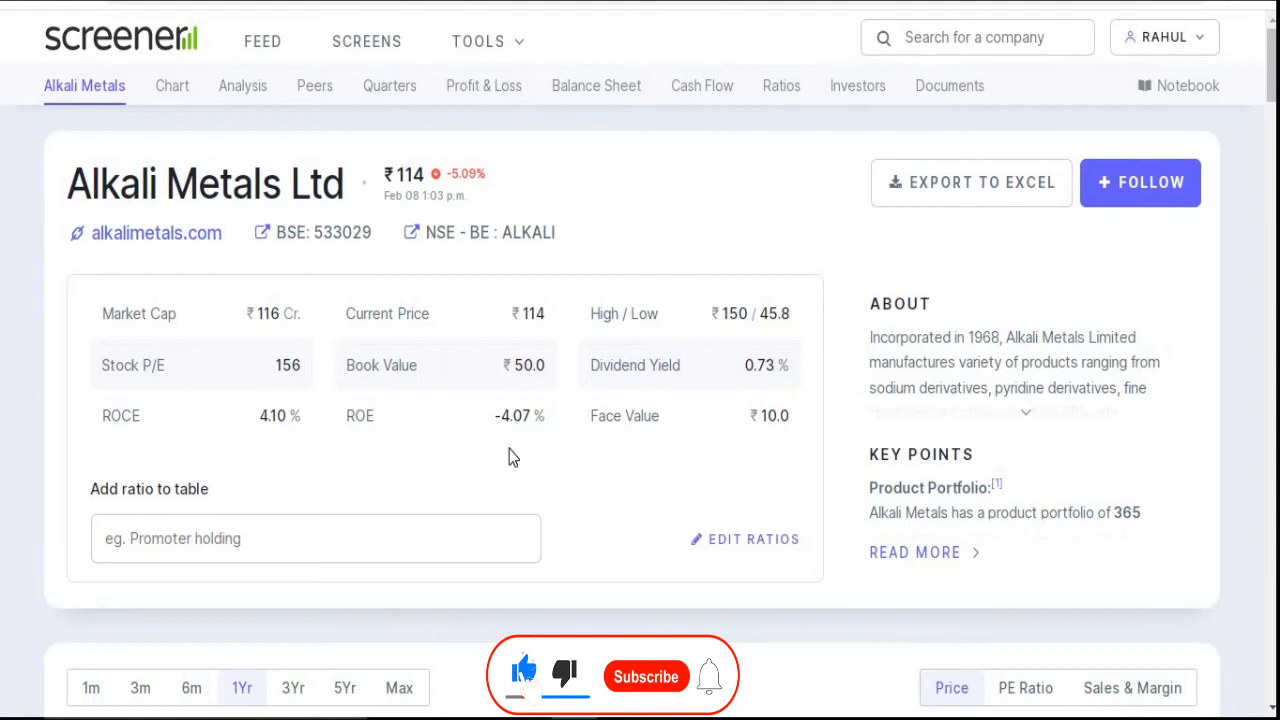 screener
FEED SCREENS TOOLS
Search for a company
RAHUL
Alkali Metals Chart Analysis Peers Quarters Profit & Loss Balance Sheet Cash Flow Ratios Investors Documents Notebook
Alkali Metals Ltd
₹ 114 -5.09%
Feb 08 1:03 p.m.
EXPORT TO EXCEL
+ FOLLOW
alkalimetals.com BSE: 533029 NSE - BE : ALKALI
Market Cap ₹ 116 Cr. Current Price ₹ 114 High / Low ₹ 150 / 45.8
Stock P/E 156 Book Value ₹ 50.0 Dividend Yield 0.73 %
ROCE 4.10 % ROE -4.07 % Face Value ₹ 10.0
Add ratio to table
eg. Promoter holding
EDIT RATIOS
ABOUT
Incorporated in 1968, Alkali Metals Limited
manufactures variety of products ranging from
sodium derivatives, pyridine derivatives, fine
KEY POINTS
Product Portfolio:[1]
Alkali Metals has a product portfolio of 365
READ MORE
1m 3m 6m 1Yr 3Yr 5Yr Max
Subscribe
Price PE Ratio Sales & Margin